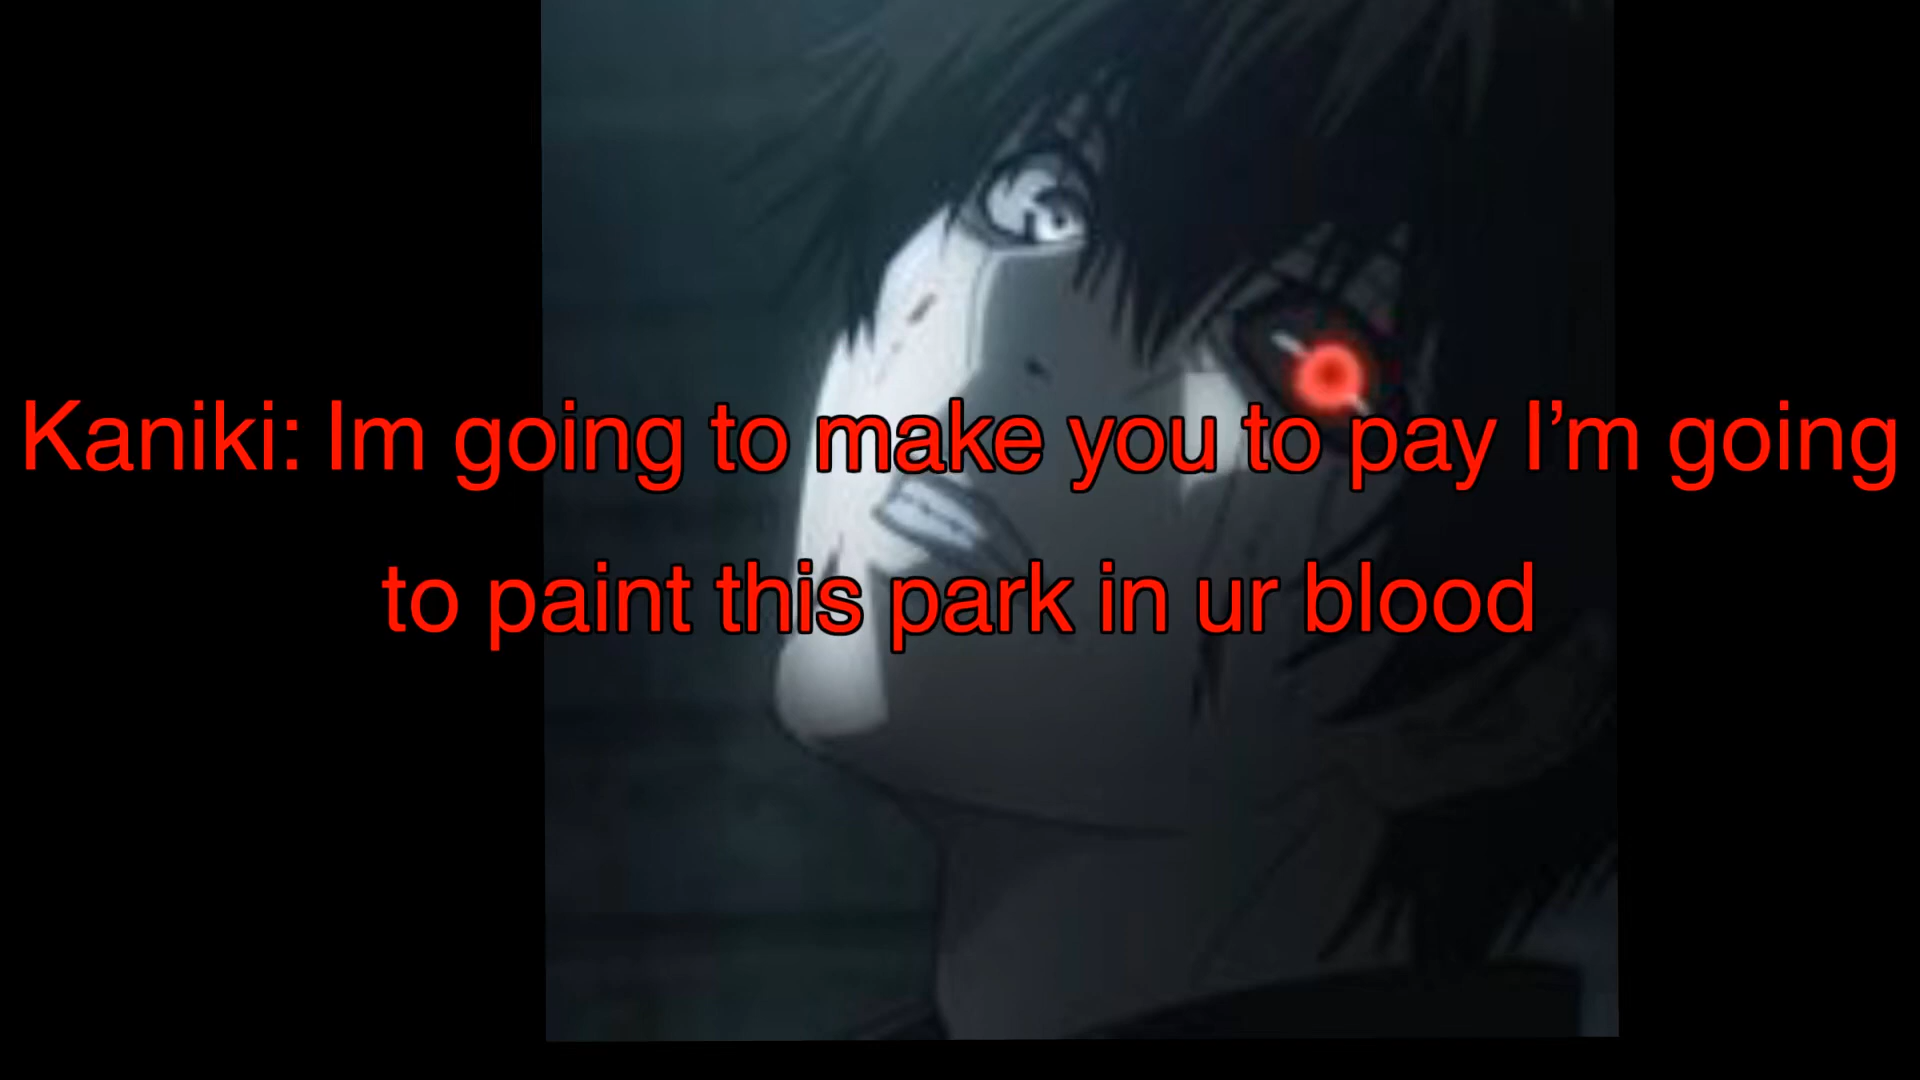 Kaniki: Im going to make you to pay I’m going
to paint this park in ur blood